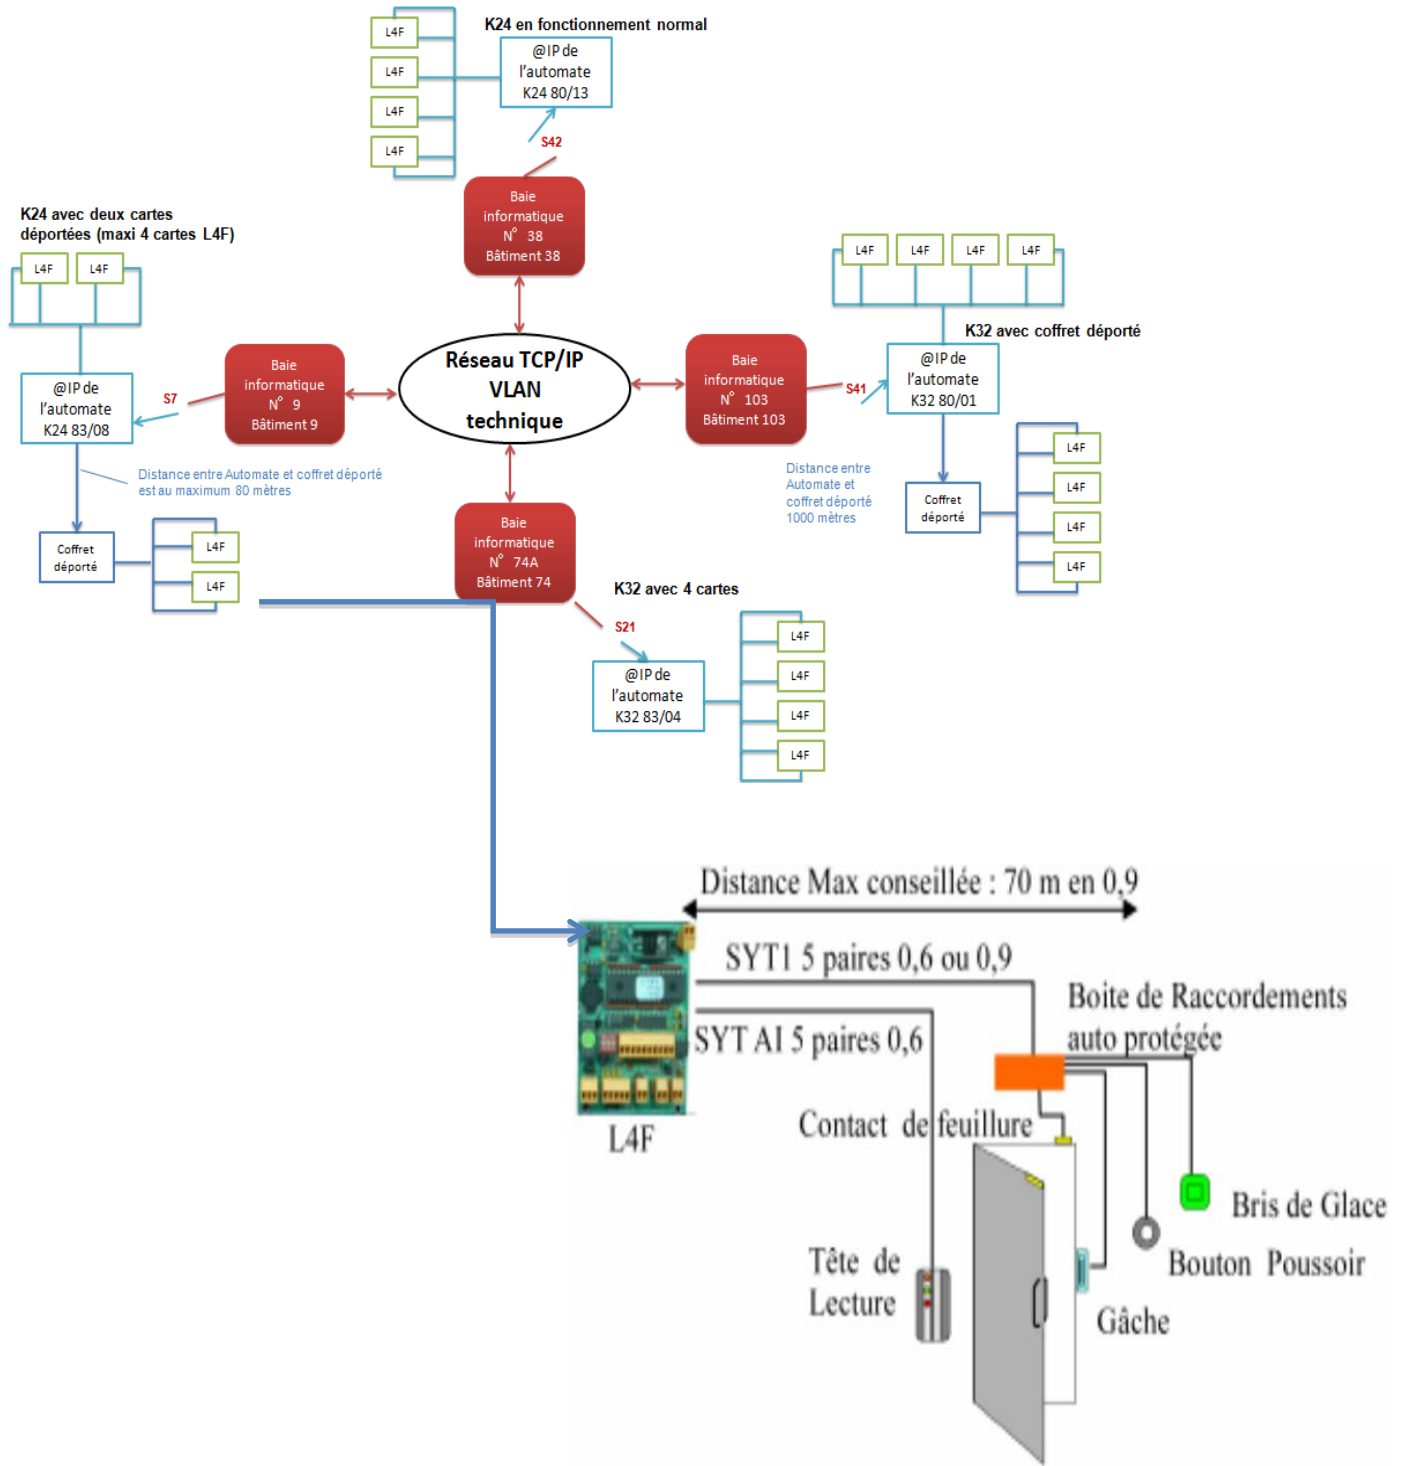 K24 en fonctionnement normal
L4F
L4F
L4F
L4F
@IP de
l'automate
K24 80/13
S42
Baie
informatique
N° 38
Bâtiment 38
K24 avec deux cartes
déportées (maxi 4 cartes L4F)
L4F
L4F
@IP de
l'automate
K24 83/08
S7
Baie
informatique
N° 9
Bâtiment 9
Distance entre Automate et coffret déporté
est au maximum 80 mètres
Coffret
déporté
L4F
L4F
Réseau TCP/IP
VLAN
technique
L4F
L4F
L4F
L4F
K32 avec coffret déporté
Baie
informatique
N° 103
Bâtiment 103
S41
@IP de
l'automate
K32 80/01
Distance entre
Automate et
coffret déporté
1000 mètres
Coffret
déporté
L4F
L4F
L4F
L4F
Baie
informatique
N° 74A
Bâtiment 74
K32 avec 4 cartes
S21
@IP de
l'automate
K32 83/04
L4F
L4F
L4F
L4F
Distance Max conseillée : 70 m en 0,9
SYT1 5 paires 0,6 ou 0,9
SYT AI 5 paires 0,6
Boite de Raccordements
auto protégée
L4F
Contact de feuillure
Bris de Glace
Bouton Poussoir
Tête de
Lecture
Gâche